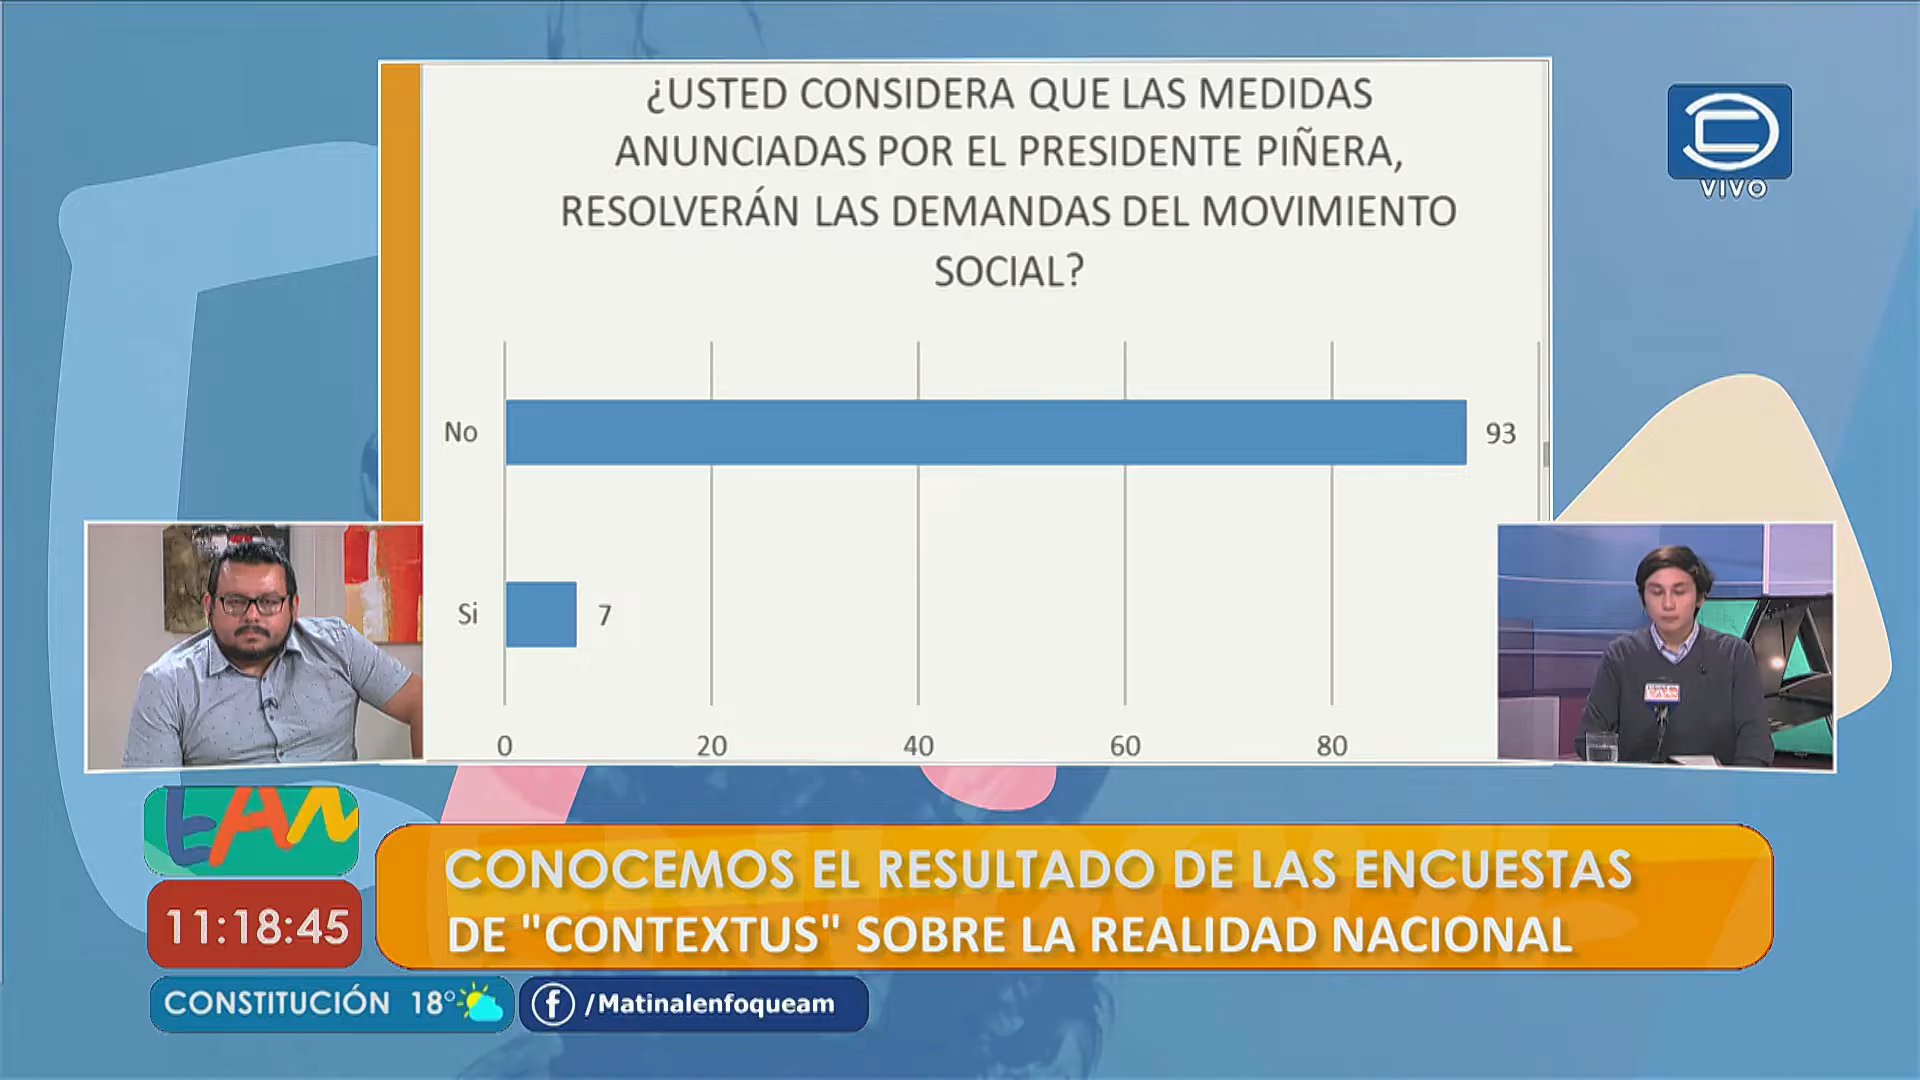 ¿USTED CONSIDERA QUE LAS MEDIDAS
ANUNCIADAS POR EL PRESIDENTE PIÑERA,
RESOLVERÁN LAS DEMANDAS DEL MOVIMIENTO
SOCIAL?
VIVO
No
93
Si
7
0
20
40
60
80
EAM
CONOCEMOS EL RESULTADO DE LAS ENCUESTAS
DE "CONTEXTUS" SOBRE LA REALIDAD NACIONAL
11:18:45
CONSTITUCIÓN 18°
/Matinalenfoqueam